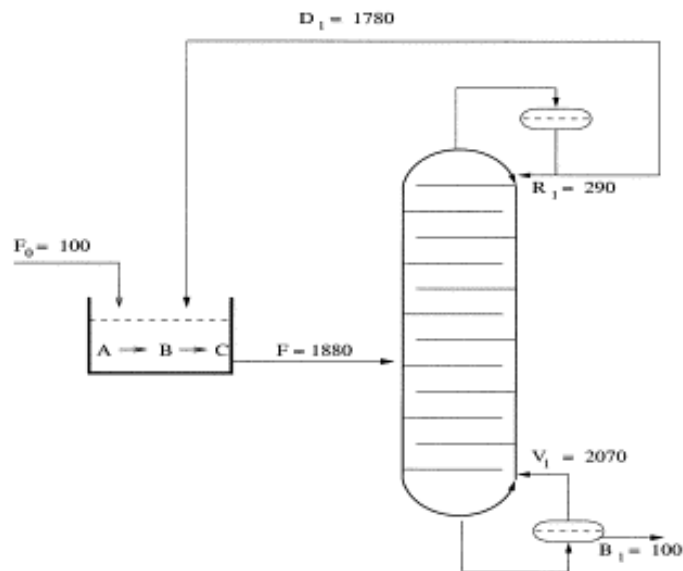 D₁ = 1780
R₁ = 290
F₀ = 100
A → B → C
F = 1880
V₁ = 2070
B₁ = 100